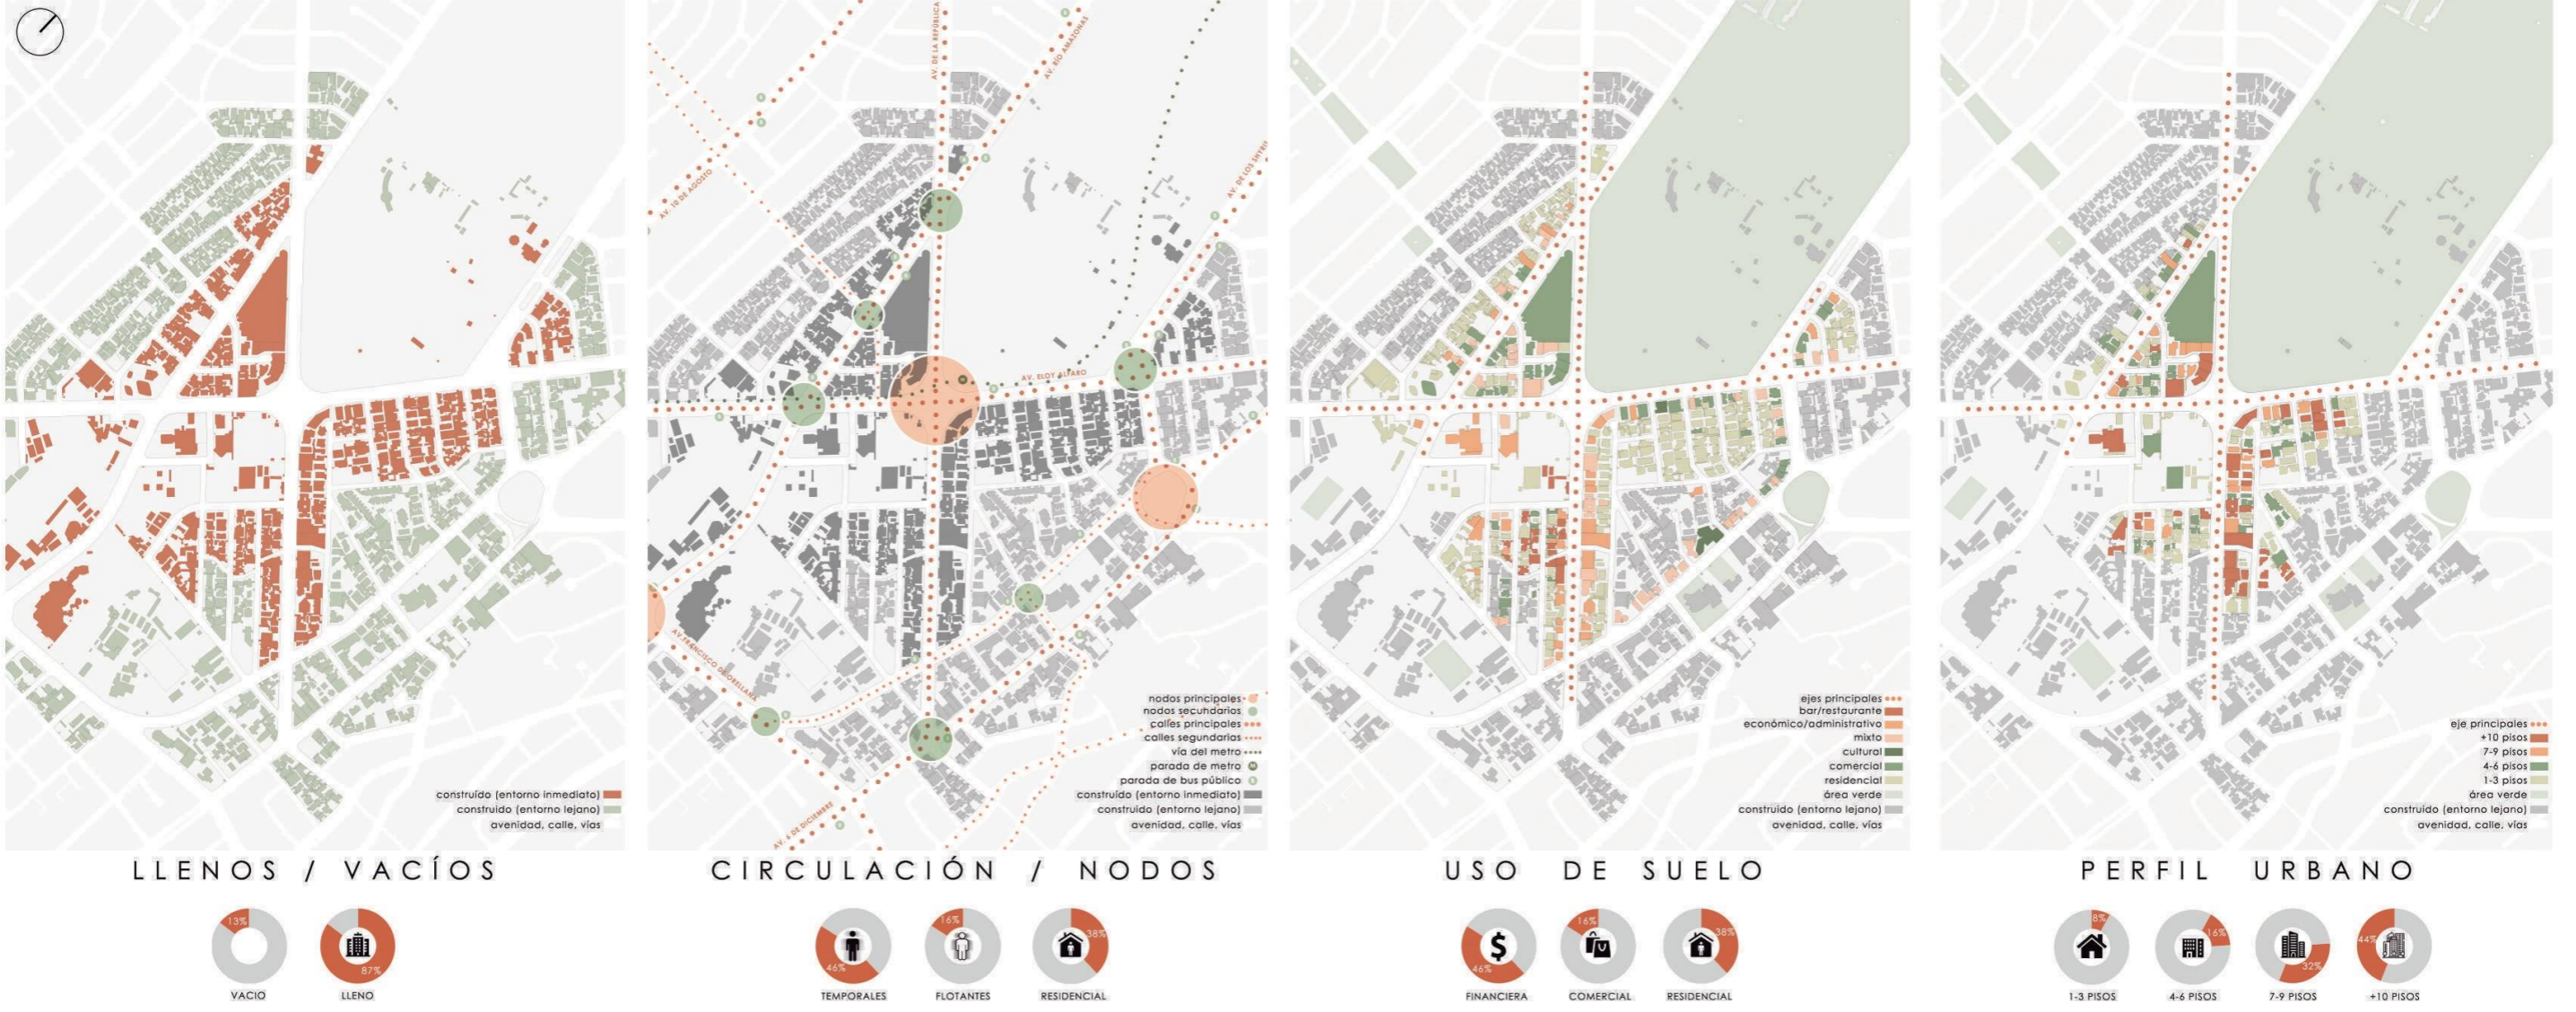 construído (entorno inmediato)
construido (entorno lejano)
avenidad, calle, vías
LLENOS / VACÍOS
13%
VACIO
87%
LLENO
AV. DE LA REPÚBLICA
AV. RÍO AMAZONAS
AV. 10 DE AGOSTO
AV. DE LOS SHYRIS
AV. ELOY ALFARO
AV. FRANCISCO DE ORELLANA
AV. 6 DE DICIEMBRE
nodos principales
nodos secundarios
calles principales
calles segundarias
vía del metro
parada de metro
parada de bus público
construído (entorno inmediato)
construido (entorno lejano)
avenidad, calle, vías
CIRCULACIÓN / NODOS
46%
TEMPORALES
16%
FLOTANTES
38%
RESIDENCIAL
ejes principales
bar/restaurante
económico/administrativo
mixto
cultural
comercial
residencial
área verde
construido (entorno lejano)
avenidad, calle, vías
USO DE SUELO
$
46%
FINANCIERA
16%
COMERCIAL
38%
RESIDENCIAL
eje principales
+10 pisos
7-9 pisos
4-6 pisos
1-3 pisos
área verde
construido (entorno lejano)
avenidad, calle, vías
PERFIL URBANO
8%
1-3 PISOS
16%
4-6 PISOS
32%
7-9 PISOS
44%
+10 PISOS